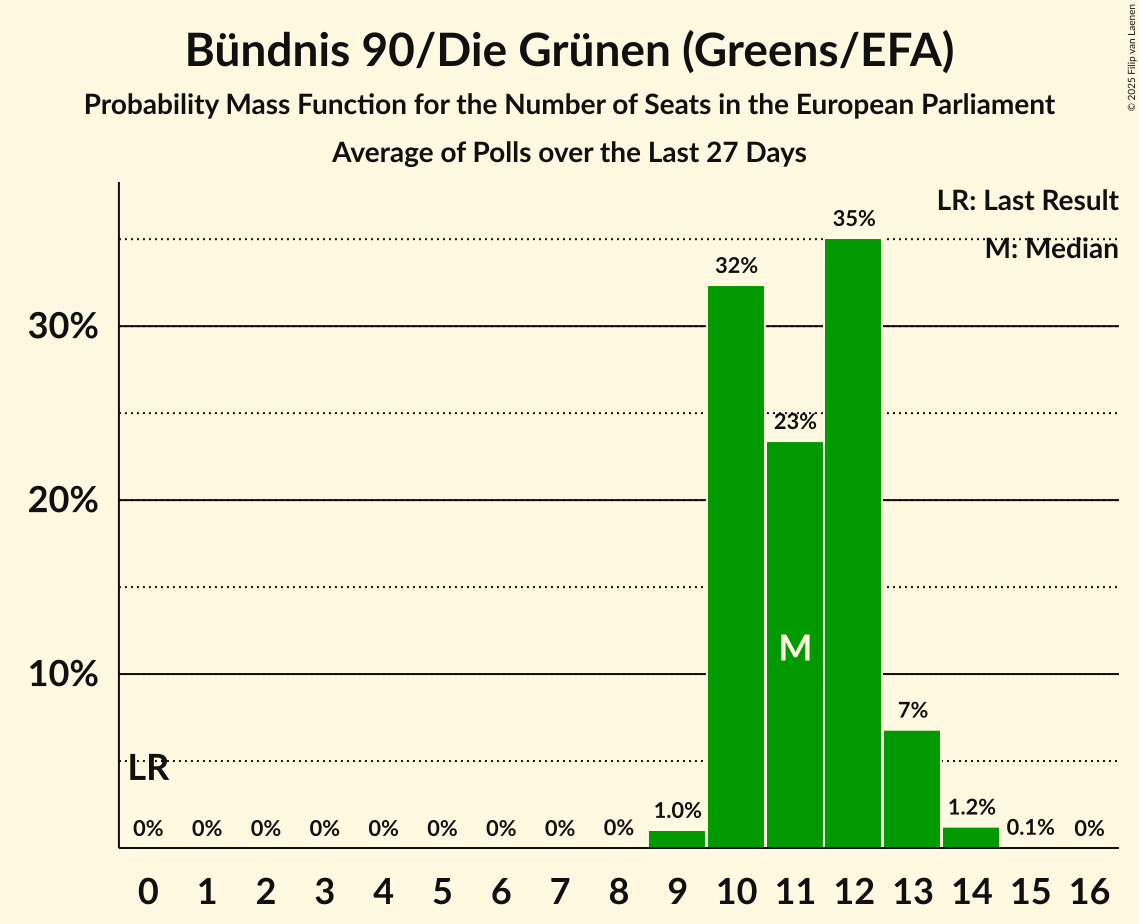 Bündnis 90/Die Grünen (Greens/EFA)
Probability Mass Function for the Number of Seats in the European Parliament
Average of Polls over the Last 27 Days
© 2025 Filip van Laenen
LR: Last Result
M: Median
35%
32%
30%
23%
20%
M
10%
7%
LR
0% 0% 0% 0% 0% 0% 0% 0% 0% 1.0% 1.2% 0.1% 0%
0 1 2 3 4 5 6 7 8 9 10 11 12 13 14 15 16